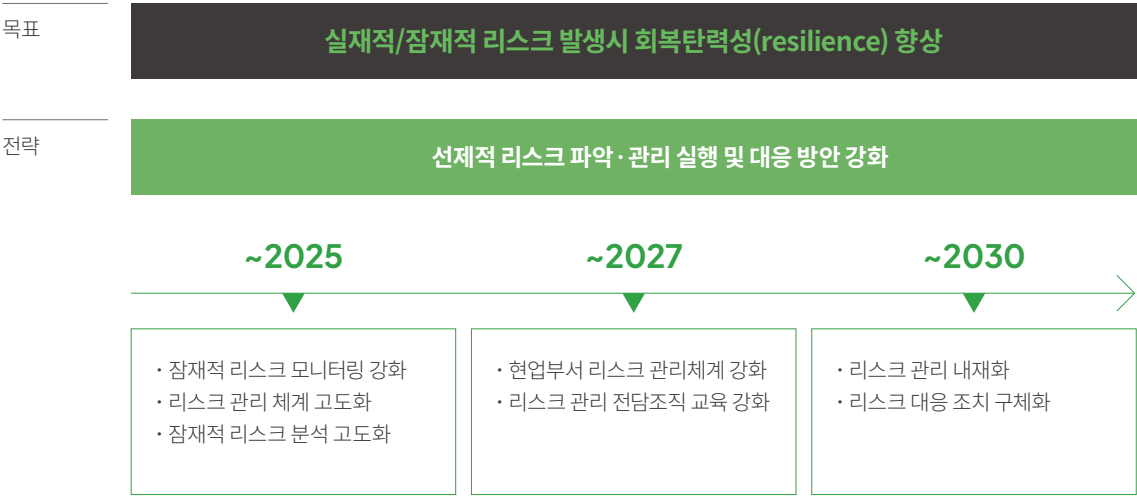 목표
실재적/잠재적 리스크 발생시 회복탄력성(resilience) 향상
전략
선제적 리스크 파악·관리 실행 및 대응 방안 강화
~2025
~2027
~2030
· 잠재적 리스크 모니터링 강화
· 리스크 관리 체계 고도화
· 잠재적 리스크 분석 고도화
· 현업부서 리스크 관리체계 강화
· 리스크 관리 전담조직 교육 강화
· 리스크 관리 내재화
· 리스크 대응 조치 구체화